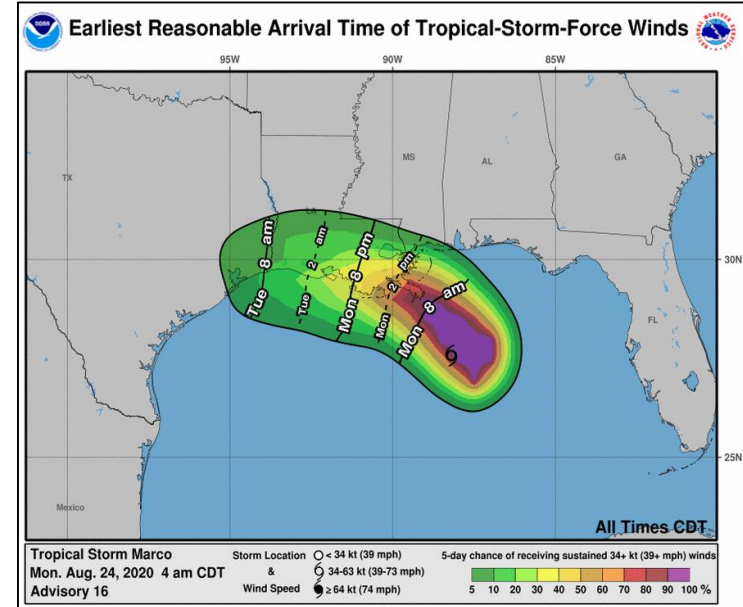 Earliest Reasonable Arrival Time of Tropical-Storm-Force Winds
NOAA
NATIONAL WEATHER SERVICE
95W 90W 85W
TX
LA
MS
AL
GA
FL
Mexico
30N
25N
Tue 8 am
Tue 2 am
Mon 8 pm
Mon 2 pm
Mon 8 am
All Times CDT
Tropical Storm Marco
Mon. Aug. 24, 2020 4 am CDT
Advisory 16
Storm Location
&
Wind Speed
< 34 kt (39 mph)
34-63 kt (39-73 mph)
≥ 64 kt (74 mph)
5-day chance of receiving sustained 34+ kt (39+ mph) winds
5 10 20 30 40 50 60 70 80 90 100 %